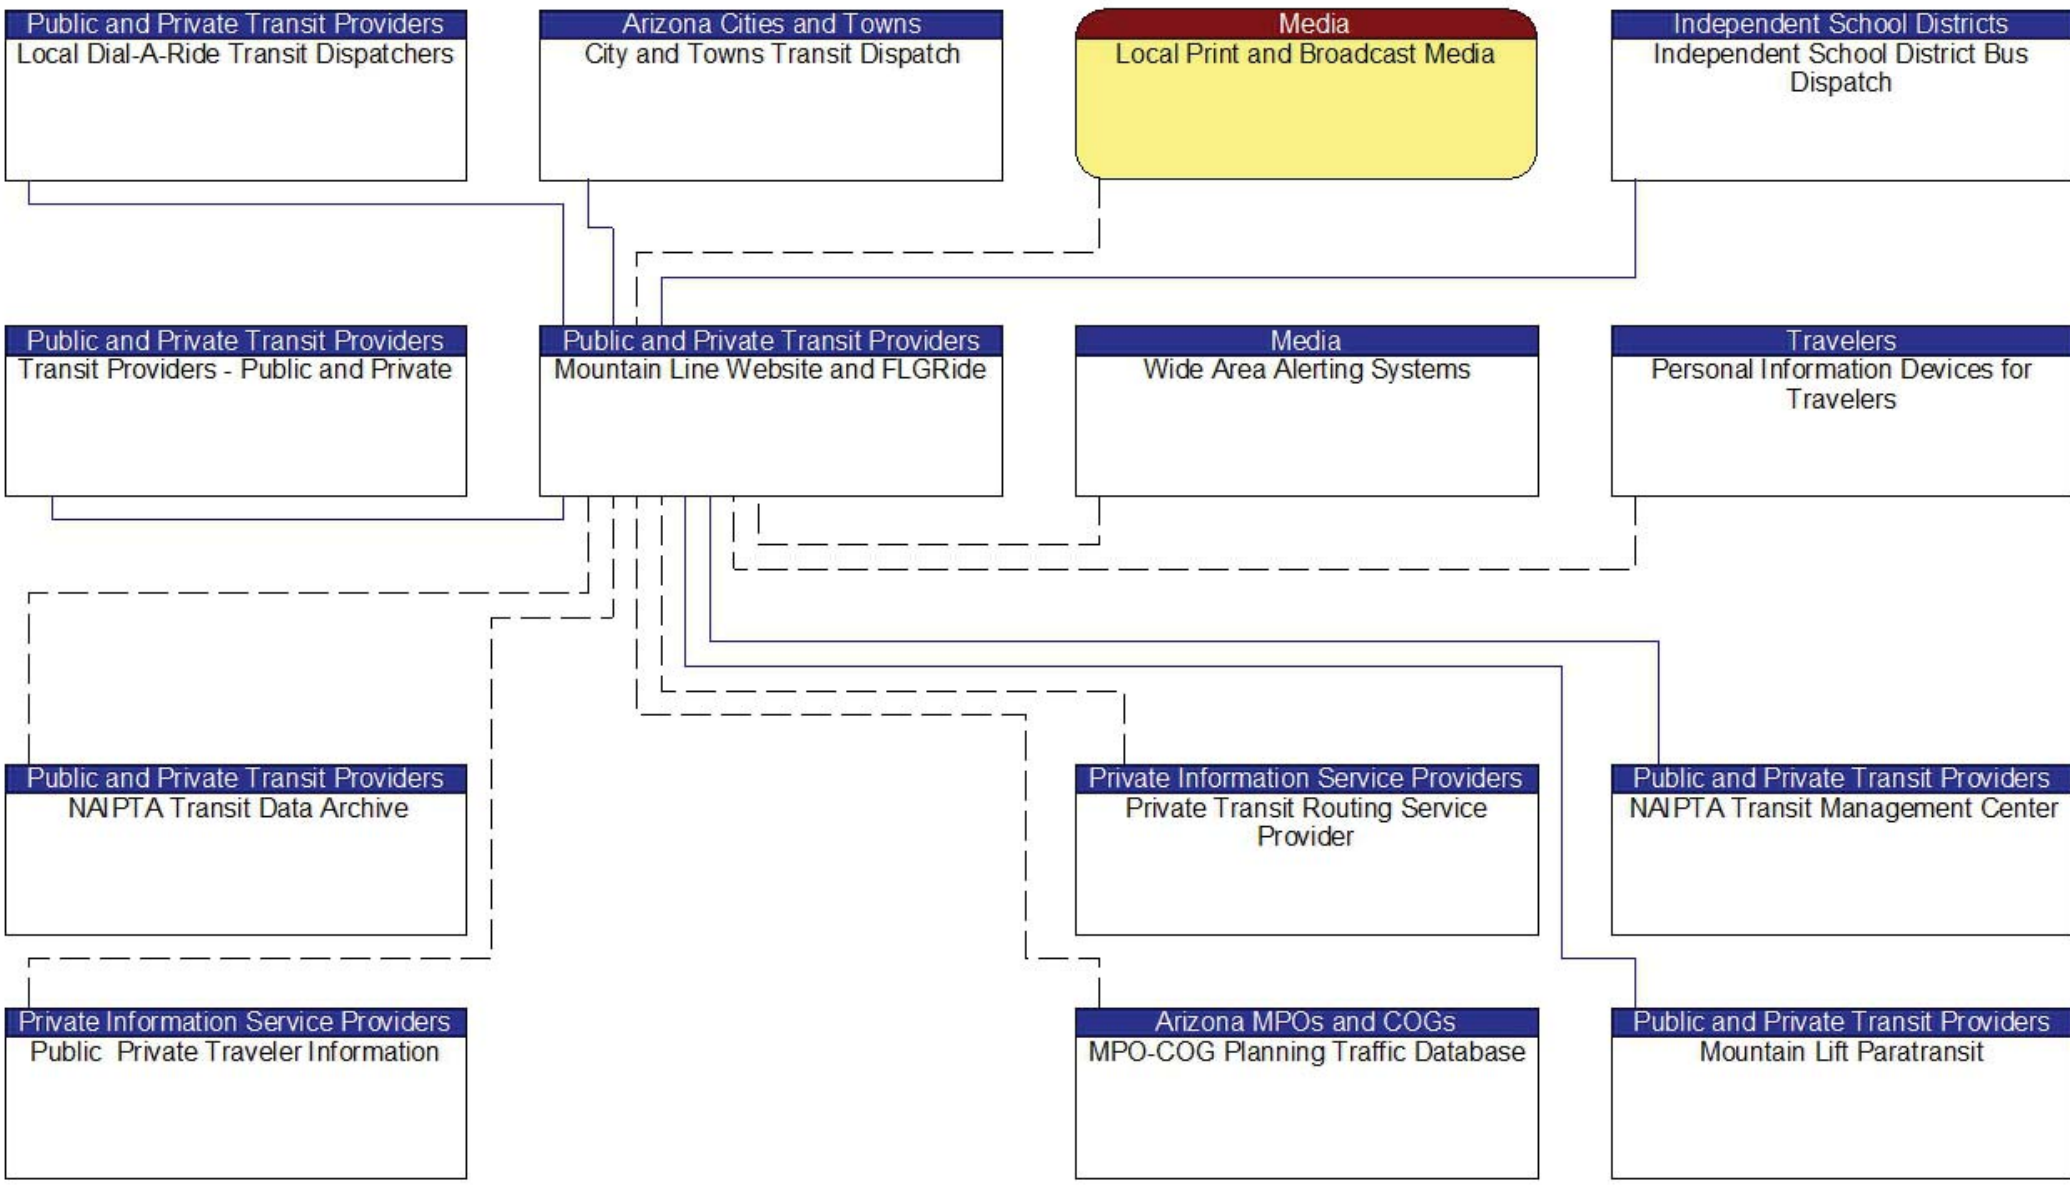 Public and Private Transit Providers
Local Dial-A-Ride Transit Dispatchers
Arizona Cities and Towns
City and Towns Transit Dispatch
Media
Local Print and Broadcast Media
Independent School Districts
Independent School District Bus
Dispatch
Public and Private Transit Providers
Transit Providers - Public and Private
Public and Private Transit Providers
Mountain Line Website and FLGRide
Media
Wide Area Alerting Systems
Travelers
Personal Information Devices for
Travelers
Public and Private Transit Providers
NAIPTA Transit Data Archive
Private Information Service Providers
Private Transit Routing Service
Provider
Public and Private Transit Providers
NAIPTA Transit Management Center
Private Information Service Providers
Public  Private Traveler Information
Arizona MPOs and COGs
MPO-COG Planning Traffic Database
Public and Private Transit Providers
Mountain Lift Paratransit